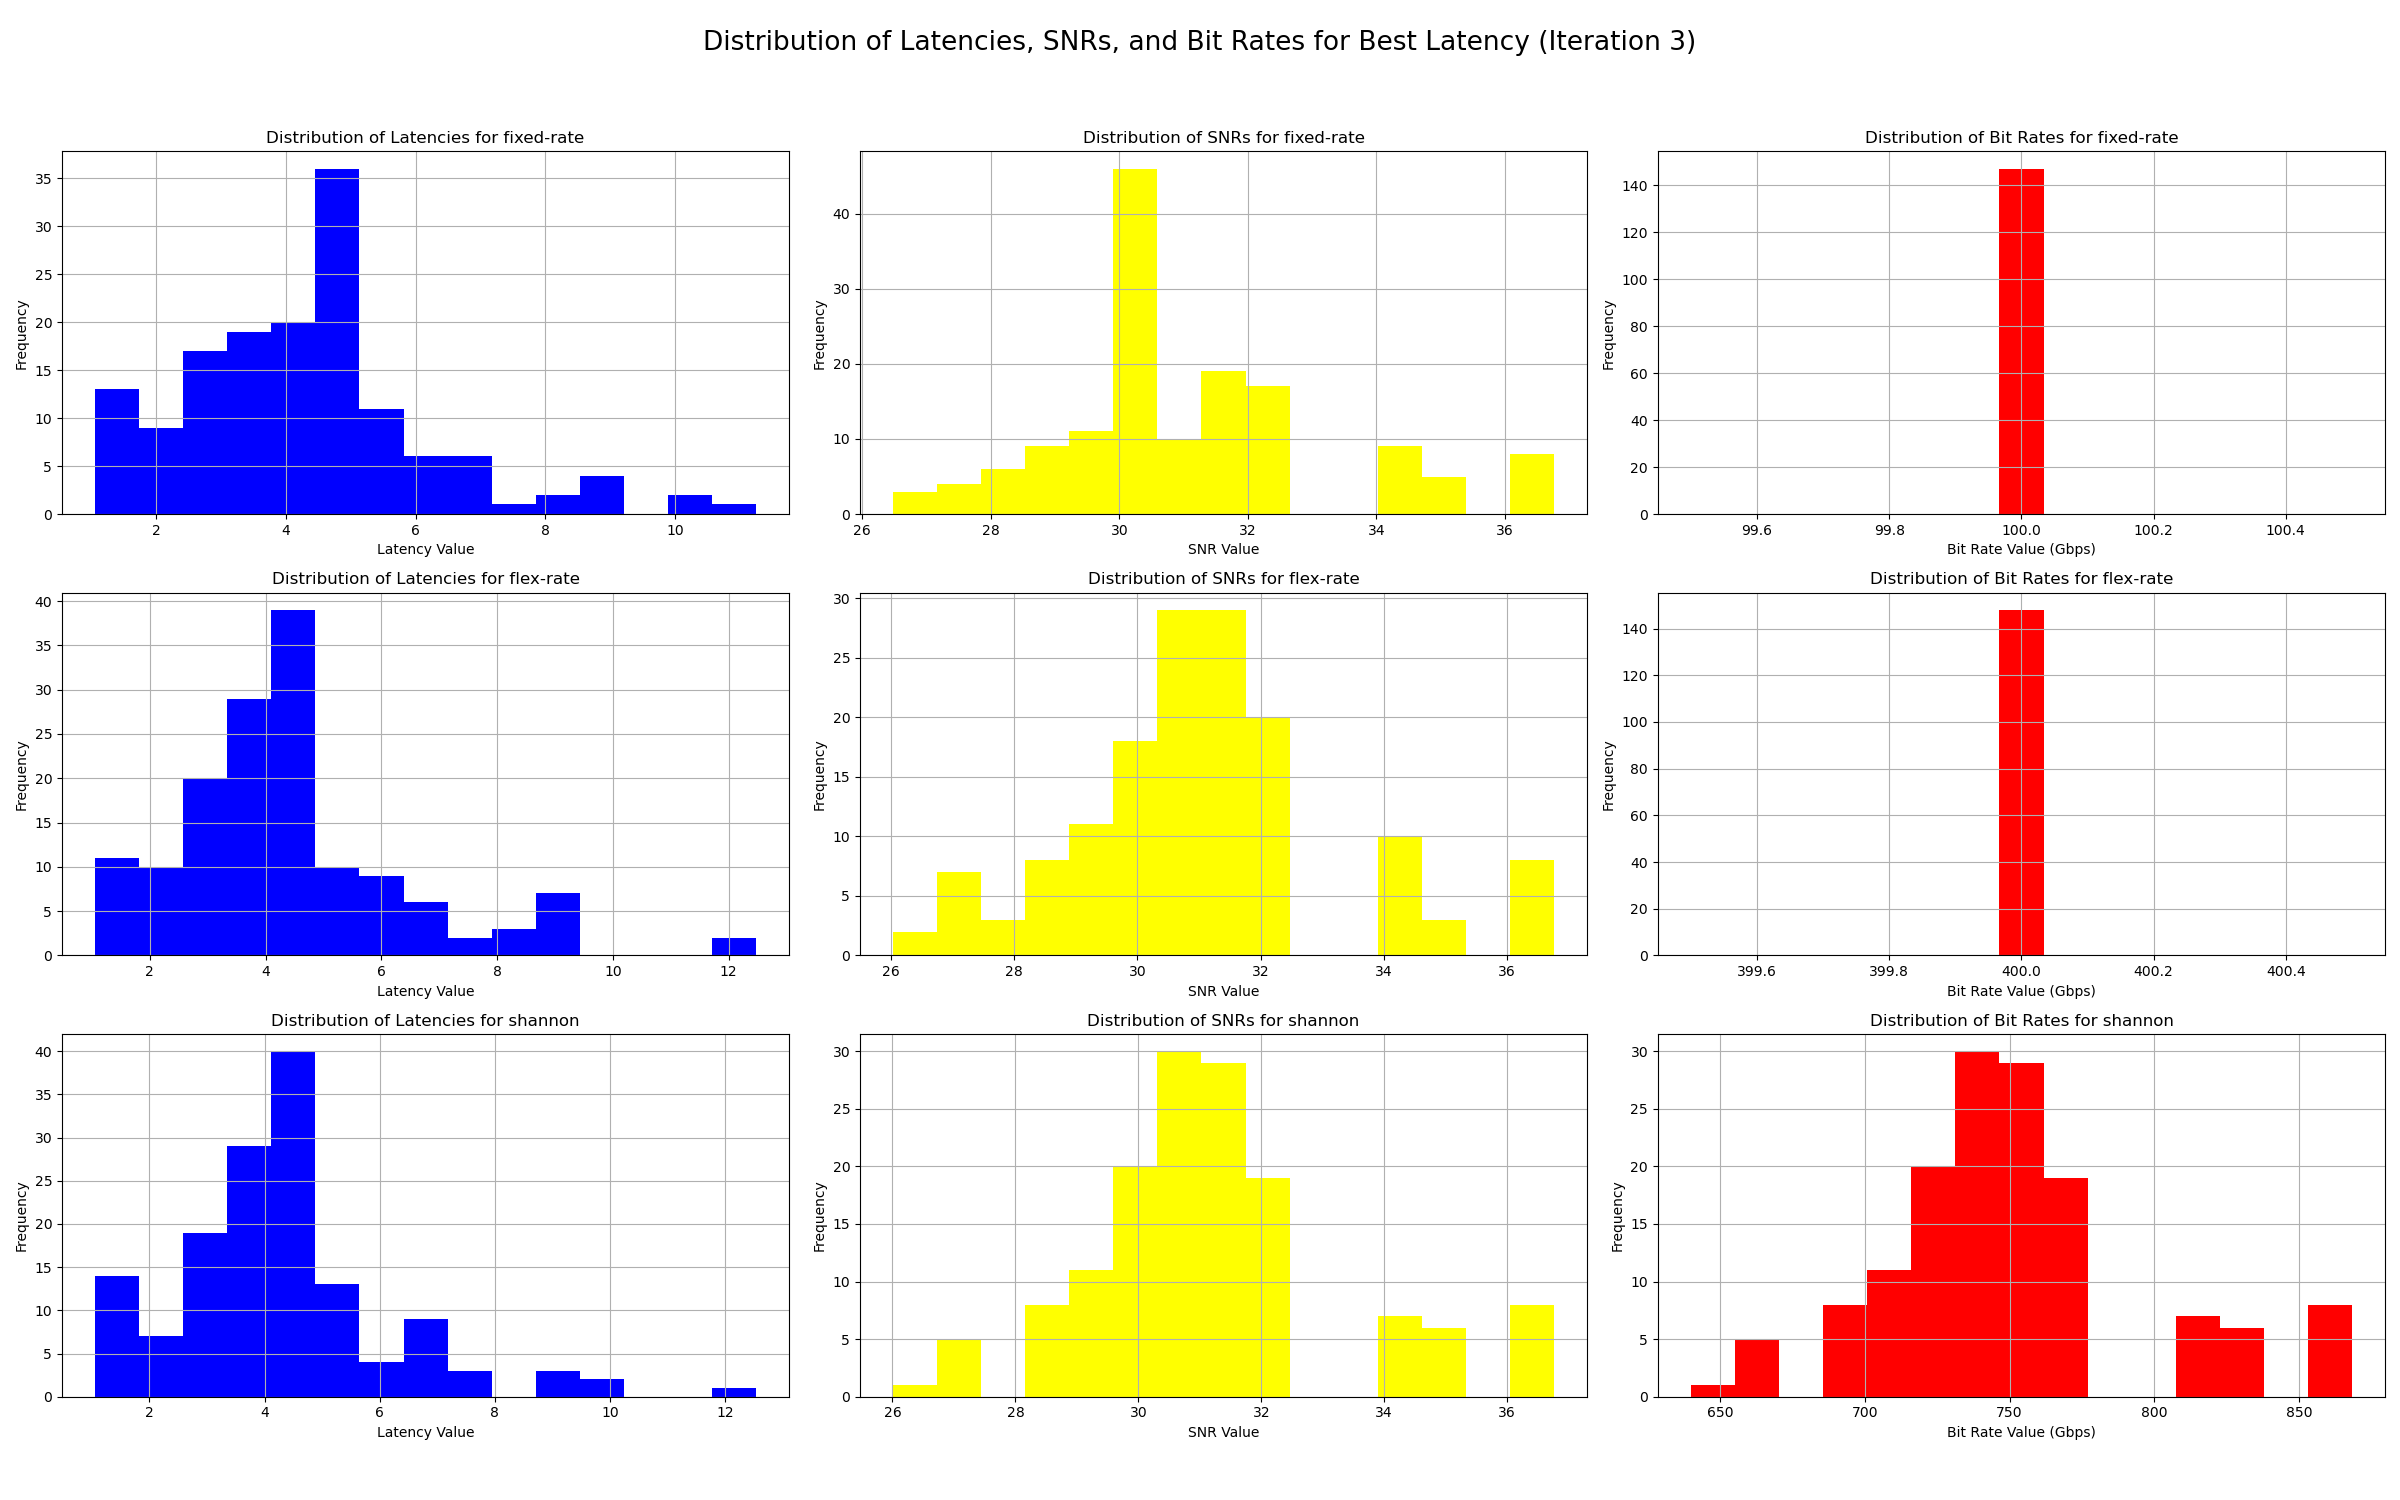 Distribution of Latencies, SNRs, and Bit Rates for Best Latency (Iteration 3)
Distribution of Latencies for fixed-rate
35
30
25
20
15
10
5
0
Frequency
2 4 6 8 10
Latency Value
Distribution of SNRs for fixed-rate
40
30
20
10
0
Frequency
26 28 30 32 34 36
SNR Value
Distribution of Bit Rates for fixed-rate
140
120
100
80
60
40
20
0
Frequency
99.6 99.8 100.0 100.2 100.4
Bit Rate Value (Gbps)
Distribution of Latencies for flex-rate
40
35
30
25
20
15
10
5
0
Frequency
2 4 6 8 10 12
Latency Value
Distribution of SNRs for flex-rate
30
25
20
15
10
5
0
Frequency
26 28 30 32 34 36
SNR Value
Distribution of Bit Rates for flex-rate
140
120
100
80
60
40
20
0
Frequency
399.6 399.8 400.0 400.2 400.4
Bit Rate Value (Gbps)
Distribution of Latencies for shannon
40
35
30
25
20
15
10
5
0
Frequency
2 4 6 8 10 12
Latency Value
Distribution of SNRs for shannon
30
25
20
15
10
5
0
Frequency
26 28 30 32 34 36
SNR Value
Distribution of Bit Rates for shannon
30
25
20
15
10
5
0
Frequency
650 700 750 800 850
Bit Rate Value (Gbps)